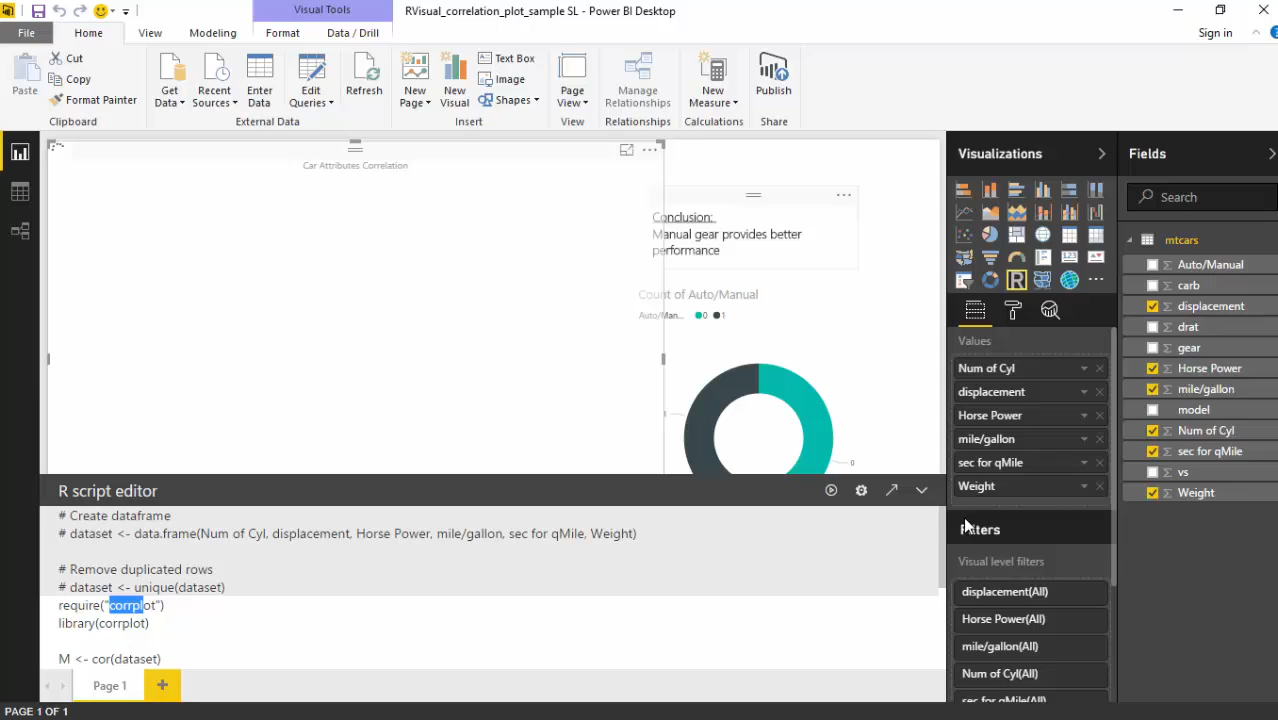 Visual Tools
RVisual_correlation_plot_sample SL - Power BI Desktop
File
Home
View
Modeling
Format
Data / Drill
Sign in
Paste
Cut
Copy
Format Painter
Clipboard
Get Data
Recent Sources
Enter Data
Edit Queries
Refresh
External Data
New Page
New Visual
Text Box
Image
Shapes
Insert
Page View
View
Manage Relationships
Relationships
New Measure
Calculations
Publish
Share
Car Attributes Correlation
Conclusion:
Manual gear provides better
performance
Count of Auto/Manual
Auto/Man... 0 1
1
0
R script editor
# Create dataframe
# dataset <- data.frame(Num of Cyl, displacement, Horse Power, mile/gallon, sec for qMile, Weight)
# Remove duplicated rows
# dataset <- unique(dataset)
require("corrplot")
library(corrplot)
M <- cor(dataset)
Page 1
PAGE 1 OF 1
Visualizations
R
Values
Num of Cyl
displacement
Horse Power
mile/gallon
sec for qMile
Weight
Filters
Visual level filters
displacement(All)
Horse Power(All)
mile/gallon(All)
Num of Cyl(All)
sec for qMile(All)
Fields
Search
mtcars
Auto/Manual
carb
displacement
drat
gear
Horse Power
mile/gallon
model
Num of Cyl
sec for qMile
vs
Weight